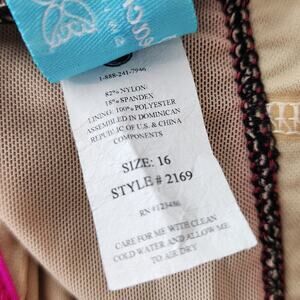 1-888-241-7946
82% NYLON/
18% SPANDEX
LINING: 100% POLYESTER
ASSEMBLED IN DOMINICAN
REPUBLIC OF U.S. & CHINA
COMPONENTS
SIZE: 16
STYLE # 2169
RN #123486
CARE FOR ME WITH CLEAN
COLD WATER AND ALLOW ME
TO AIR DRY